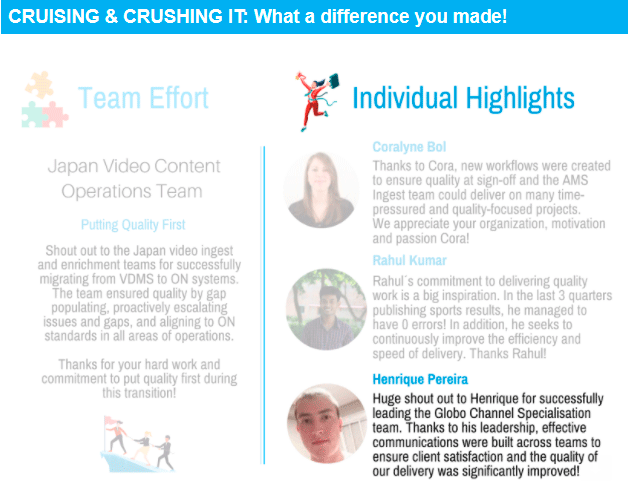 CRUISING & CRUSHING IT: What a difference you made!
Team Effort
Japan Video Content
Operations Team
Putting Quality First
Shout out to the Japan video ingest
and enrichment teams for successfully
migrating from VDMS to ON systems.
The team ensured quality by gap
populating, proactively escalating
issues and gaps, and aligning to ON
standards in all areas of operations.
Thanks for your hard work and
commitment to put quality first during
this transition!
Individual Highlights
Coralyne Bol
Thanks to Cora, new workflows were created
to ensure quality at sign-off and the AMS
Ingest team could deliver on many time-
pressured and quality-focused projects.
We appreciate your organization, motivation
and passion Cora!
Rahul Kumar
Rahul´s commitment to delivering quality
work is a big inspiration. In the last 3 quarters
publishing sports results, he managed to
have 0 errors! In addition, he seeks to
continuously improve the efficiency and
speed of delivery. Thanks Rahul!
Henrique Pereira
Huge shout out to Henrique for successfully
leading the Globo Channel Specialisation
team. Thanks to his leadership, effective
communications were built across teams to
ensure client satisfaction and the quality of
our delivery was significantly improved!